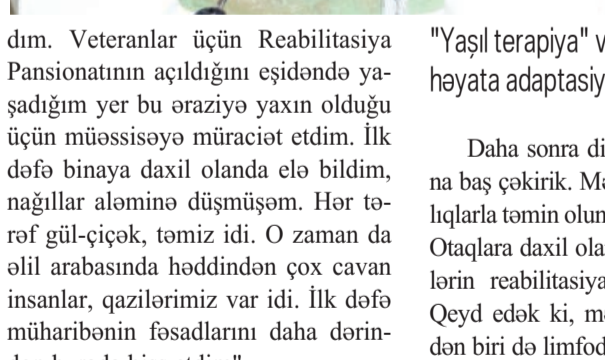 dım. Veteranlar üçün Reabilitasiya
Pansionatının açıldığını eşidəndə ya-
şadığım yer bu əraziyə yaxın olduğu
üçün müəssisəyə müraciət etdim. İlk
dəfə binaya daxil olanda elə bildim,
nağıllar aləminə düşmüşəm. Hər tə-
rəf gül-çiçək, təmiz idi. O zaman da
əlil arabasında həddindən çox cavan
insanlar, qazilərimiz var idi. İlk dəfə
müharibənin fəsadlarını daha dərin-
"Yaşıl terapiya" v
həyata adaptasiy
Daha sonra di
na baş çəkirik. Mə
lıqlarla təmin olun
Otaqlara daxil ola
lərin reabilitasiya
Qeyd edək ki, mə
dən biri də limfod